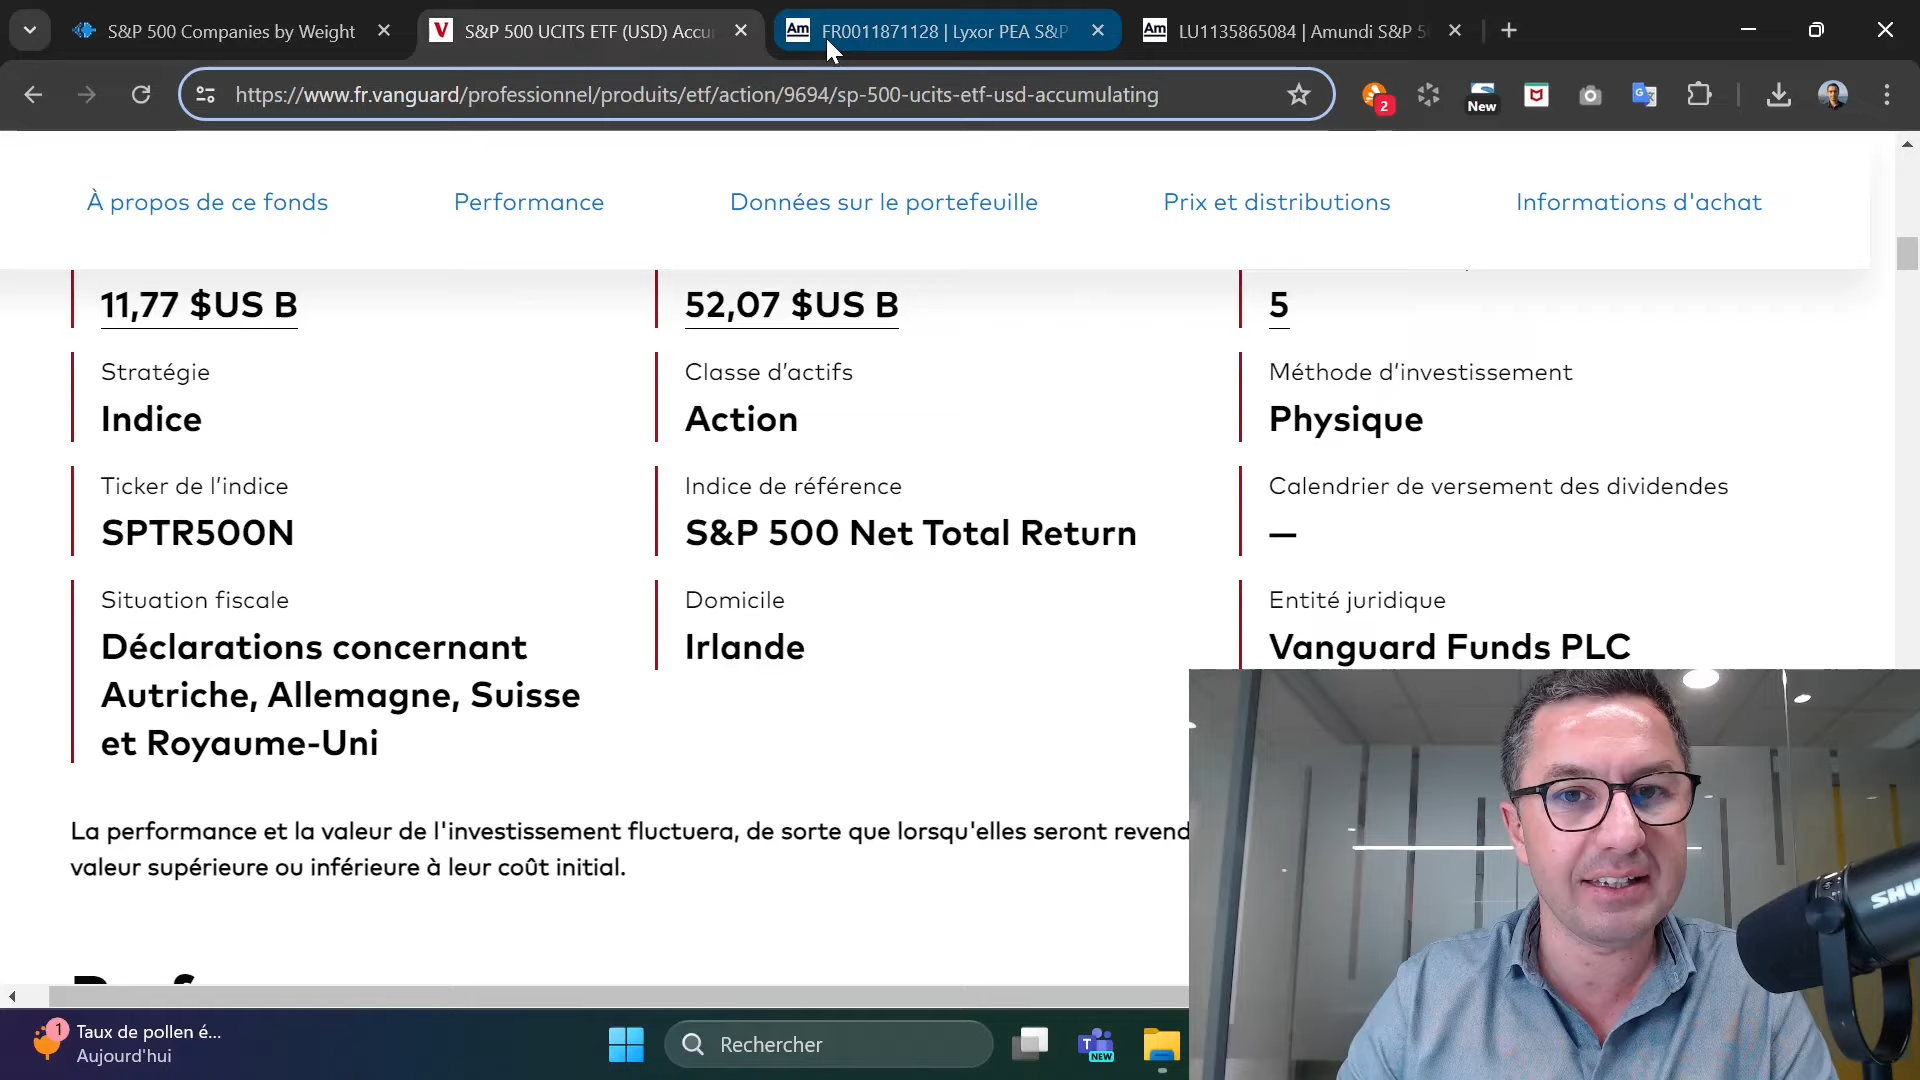 S&P 500 Companies by Weight
V
S&P 500 UCITS ETF (USD) Accu
Am
FR0011871128 | Lyxor PEA S&P
Am
LU1135865084 | Amundi S&P 5
https://www.fr.vanguard/professionnel/produits/etf/action/9694/sp-500-ucits-etf-usd-accumulating
2
New
G
À propos de ce fonds
Performance
Données sur le portefeuille
Prix et distributions
Informations d'achat
11,77 $US B
52,07 $US B
5
Stratégie
Classe d’actifs
Méthode d’investissement
Indice
Action
Physique
Ticker de l’indice
Indice de référence
Calendrier de versement des dividendes
SPTR500N
S&P 500 Net Total Return
—
Situation fiscale
Domicile
Entité juridique
Déclarations concernant
Irlande
Vanguard Funds PLC
Autriche, Allemagne, Suisse
et Royaume-Uni
La performance et la valeur de l'investissement fluctuera, de sorte que lorsqu'elles seront revend
valeur supérieure ou inférieure à leur coût initial.
SHU
1
Taux de pollen é...
Aujourd'hui
Rechercher
T
NEW